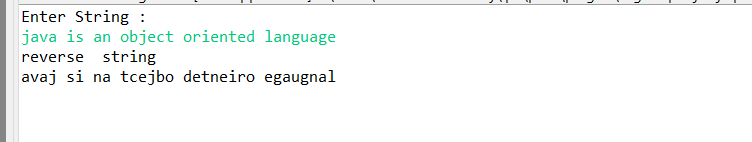 Enter String :
java is an object oriented language
reverse  string
avaj si na tcejbo detneiro egaugnal